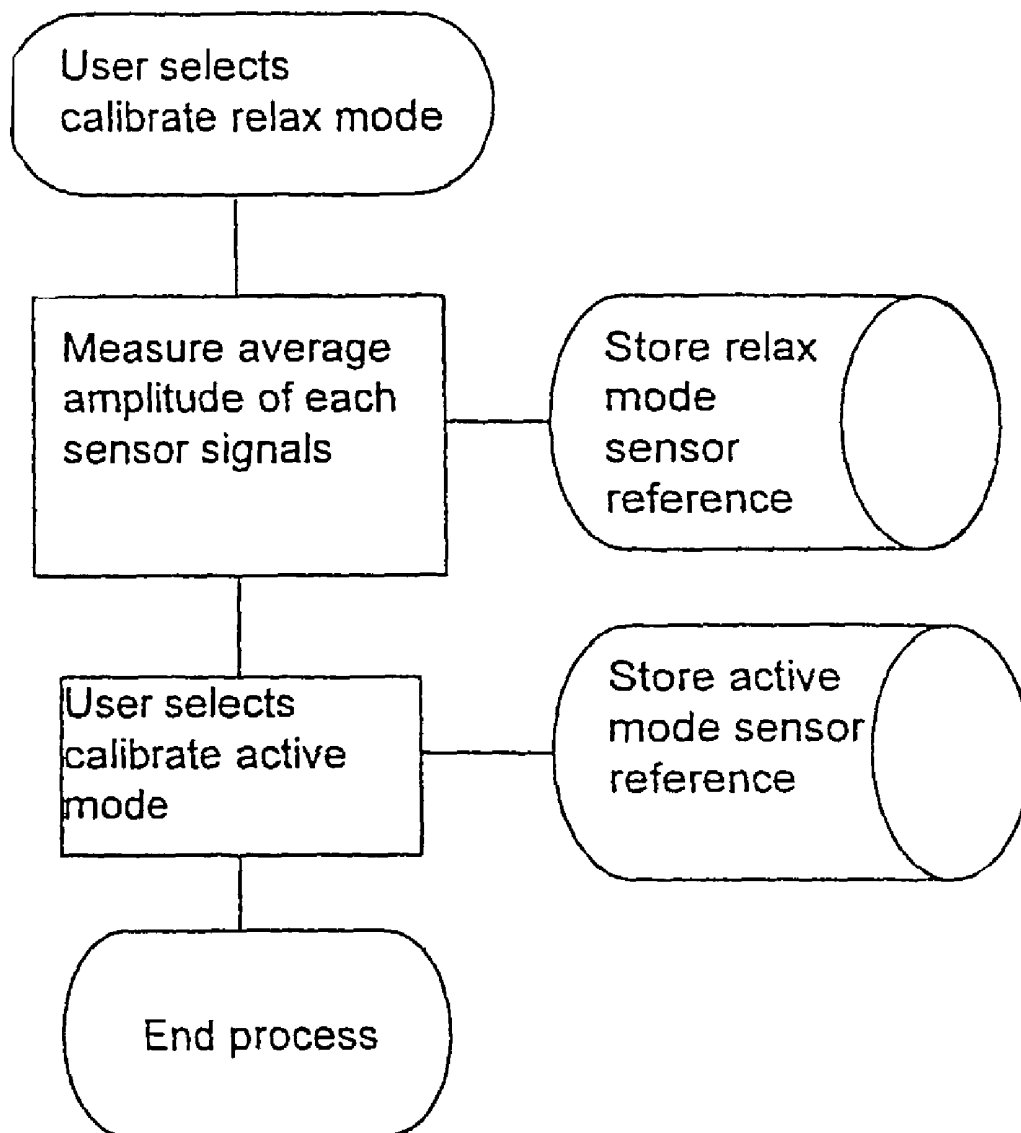 User selects
calibrate relax mode
Measure average
amplitude of each
sensor signals
Store relax
mode
sensor
reference
User selects
calibrate active
mode
Store active
mode sensor
reference
End process